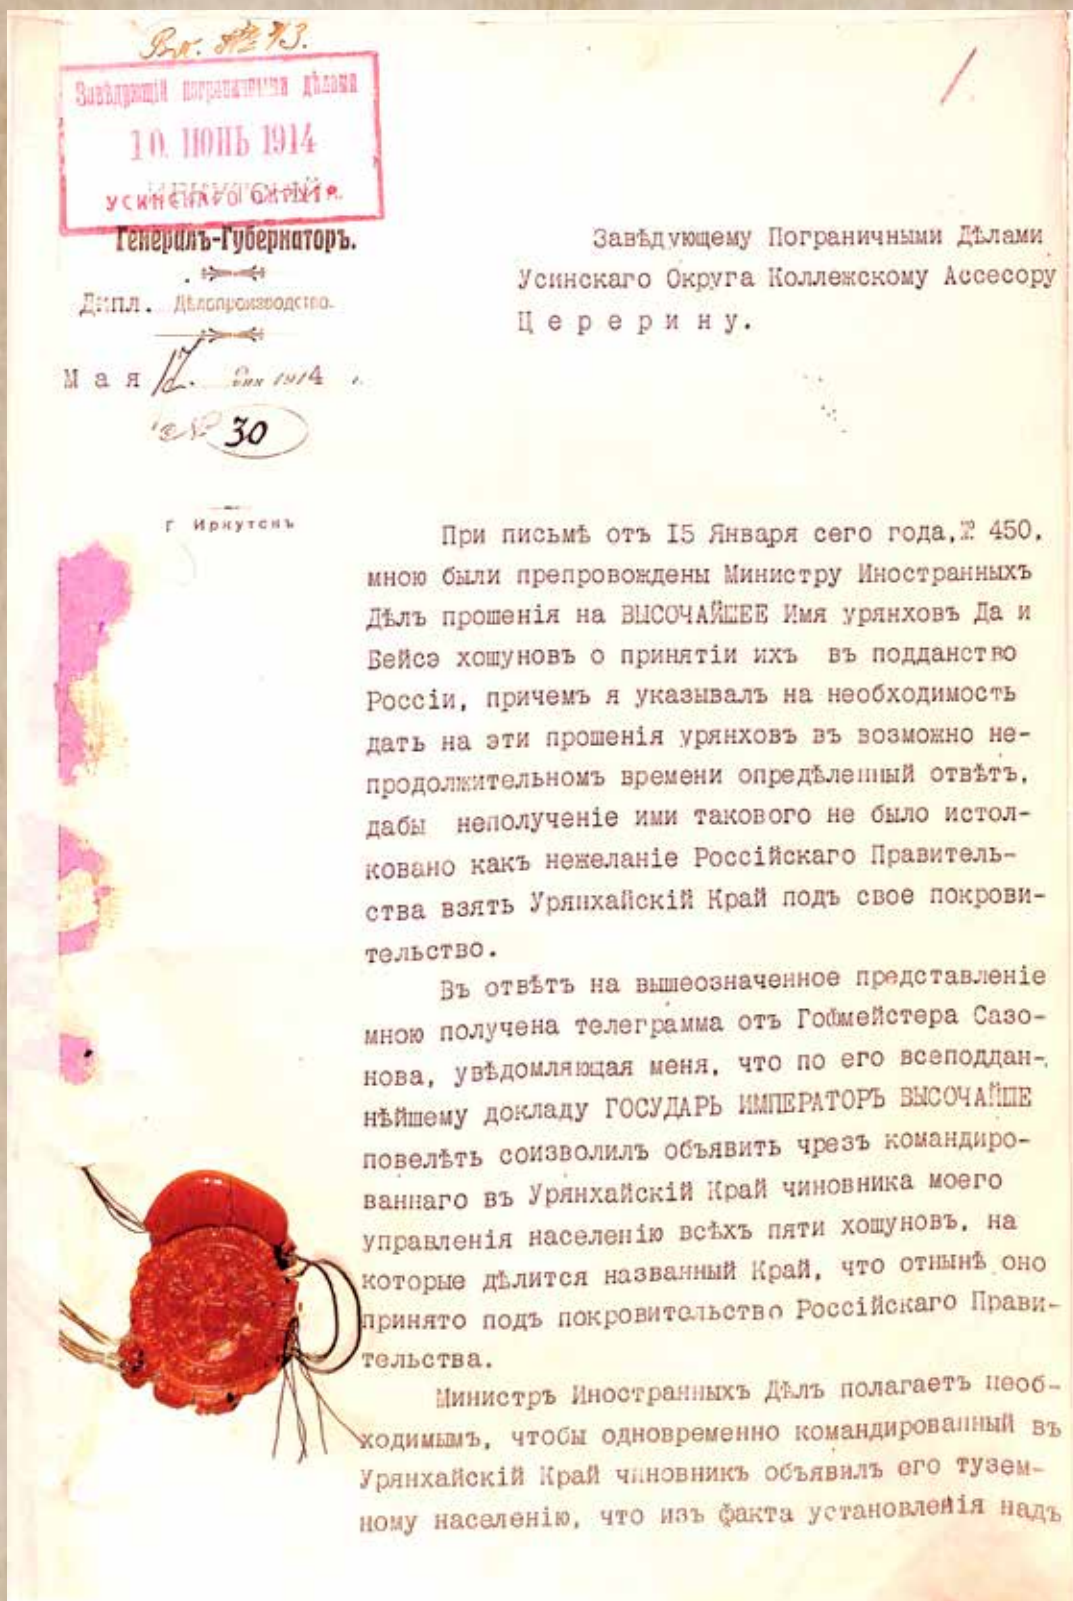 Вх. № 43.
Завѣдующій пограничными дѣлами
10. ІЮНЬ 1914
УСИНСКАГО ОКРУГА.
ИРКУТСКІЙ
Генералъ-Губернаторъ.
Дипл. Дѣлопроизводство.
Мая 17. дня 1914 г.
№ 30
Г Иркутскъ
Завѣдующему Пограничными Дѣлами
Усинскаго Округа Коллежскому Ассесору
Церерину.
При письмѣ отъ 15 Января сего года, № 450,
мною были препровождены Министру Иностранныхъ
Дѣлъ прошенія на ВЫСОЧАЙШЕЕ Имя урянховъ Да и
Бейсэ хошуновъ о принятіи ихъ въ подданство
Россіи, причемъ я указывалъ на необходимость
дать на эти прошенія урянховъ въ возможно не-
продолжительномъ времени опредѣленный отвѣтъ,
дабы неполученіе ими такового не было истол-
ковано какъ нежеланіе Россійскаго Правитель-
ства взять Урянхайскій Край подъ свое покрови-
тельство.
Въ отвѣтъ на вышеозначенное представленіе
мною получена телеграмма отъ Гофмейстера Сазо-
нова, увѣдомляющая меня, что по его всеподдан-
нѣйшему докладу ГОСУДАРЬ ИМПЕРАТОРЪ ВЫСОЧАЙШЕ
повелѣть соизволилъ объявить чрезъ командиро-
ваннаго въ Урянхайскій Край чиновника моего
управленія населенію всѣхъ пяти хошуновъ, на
которые дѣлится названный Край, что отнынѣ оно
принято подъ покровительство Россійскаго Прави-
тельства.
Министръ Иностранныхъ Дѣлъ полагаетъ необ-
ходимымъ, чтобы одновременно командированный въ
Урянхайскій Край чиновникъ объявилъ его тузем-
ному населенію, что изъ факта установленія надъ